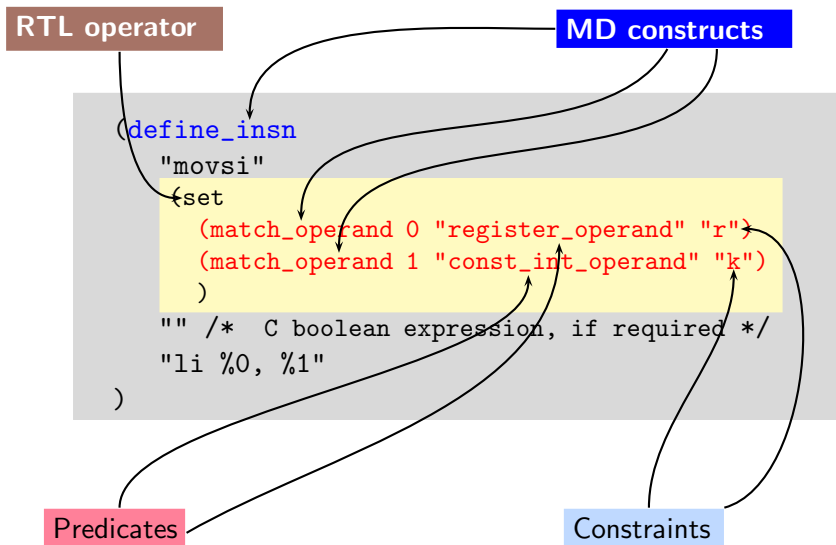 RTL operator
MD constructs
(define_insn
"movsi"
(set
(match_operand 0 "register_operand" "r")
(match_operand 1 "const_int_operand" "k")
)
"" /*  C boolean expression, if required */
"li %0, %1"
)
Predicates
Constraints